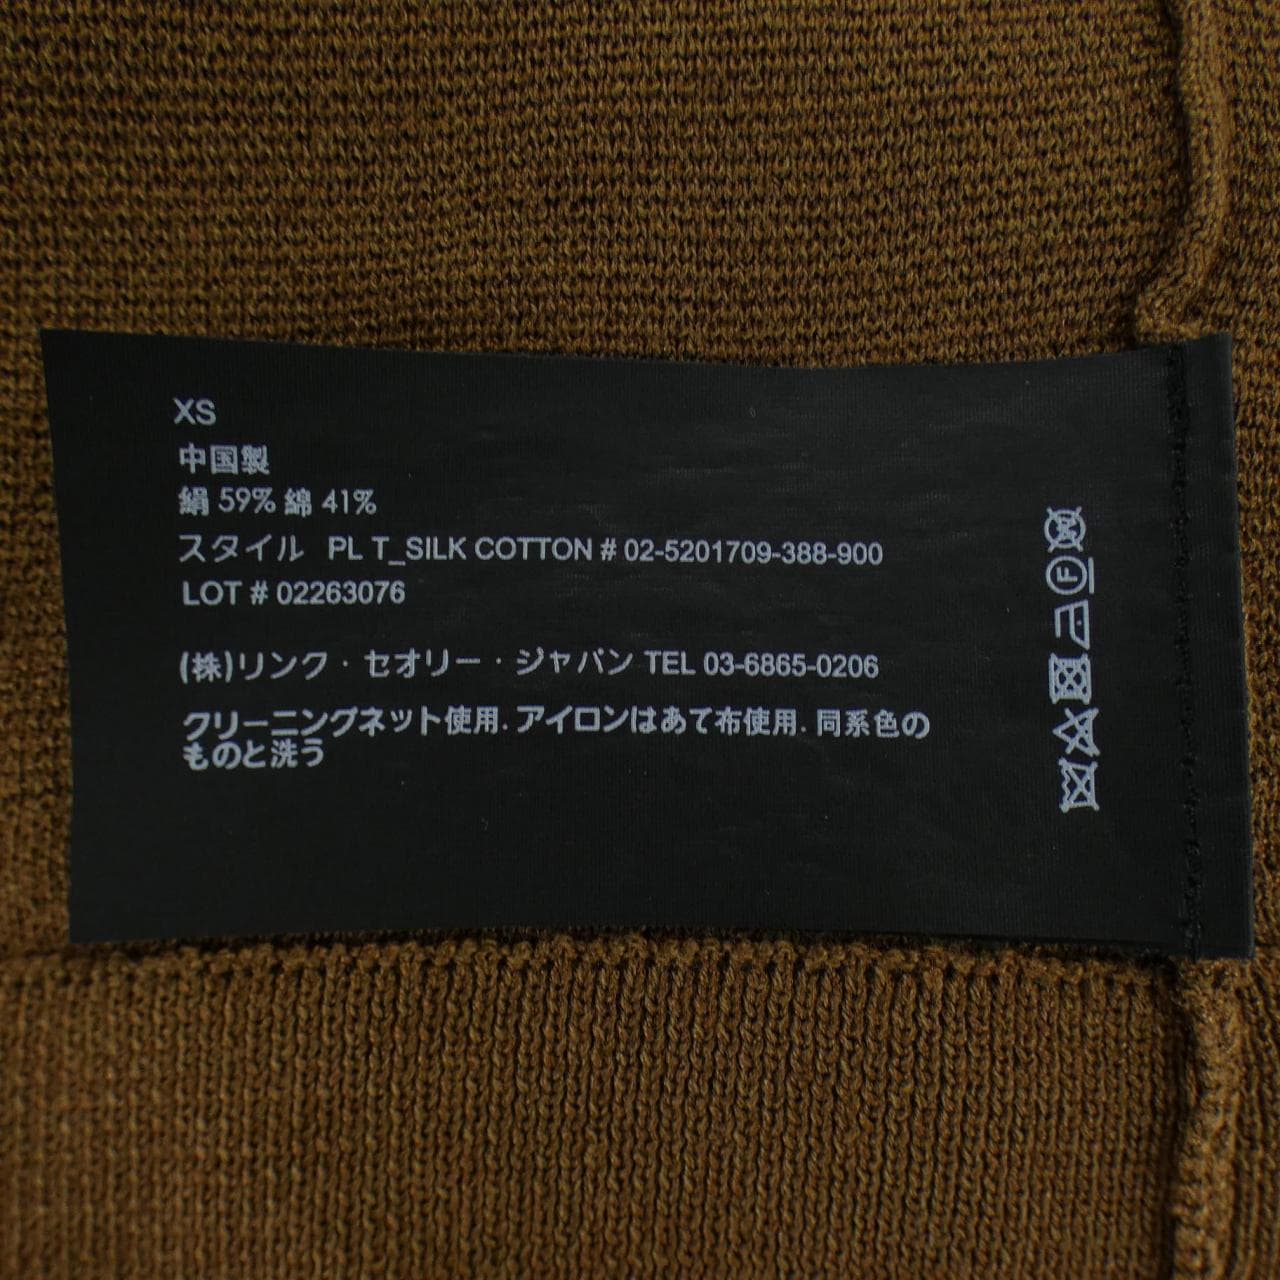 XS
中国製
絹 59% 綿 41%
スタイル PL T_SILK COTTON # 02-5201709-388-900
LOT # 02263076
(株)リンク・セオリー・ジャパン TEL 03-6865-0206
クリーニングネット使用. アイロンはあて布使用. 同系色の
ものと洗う
F